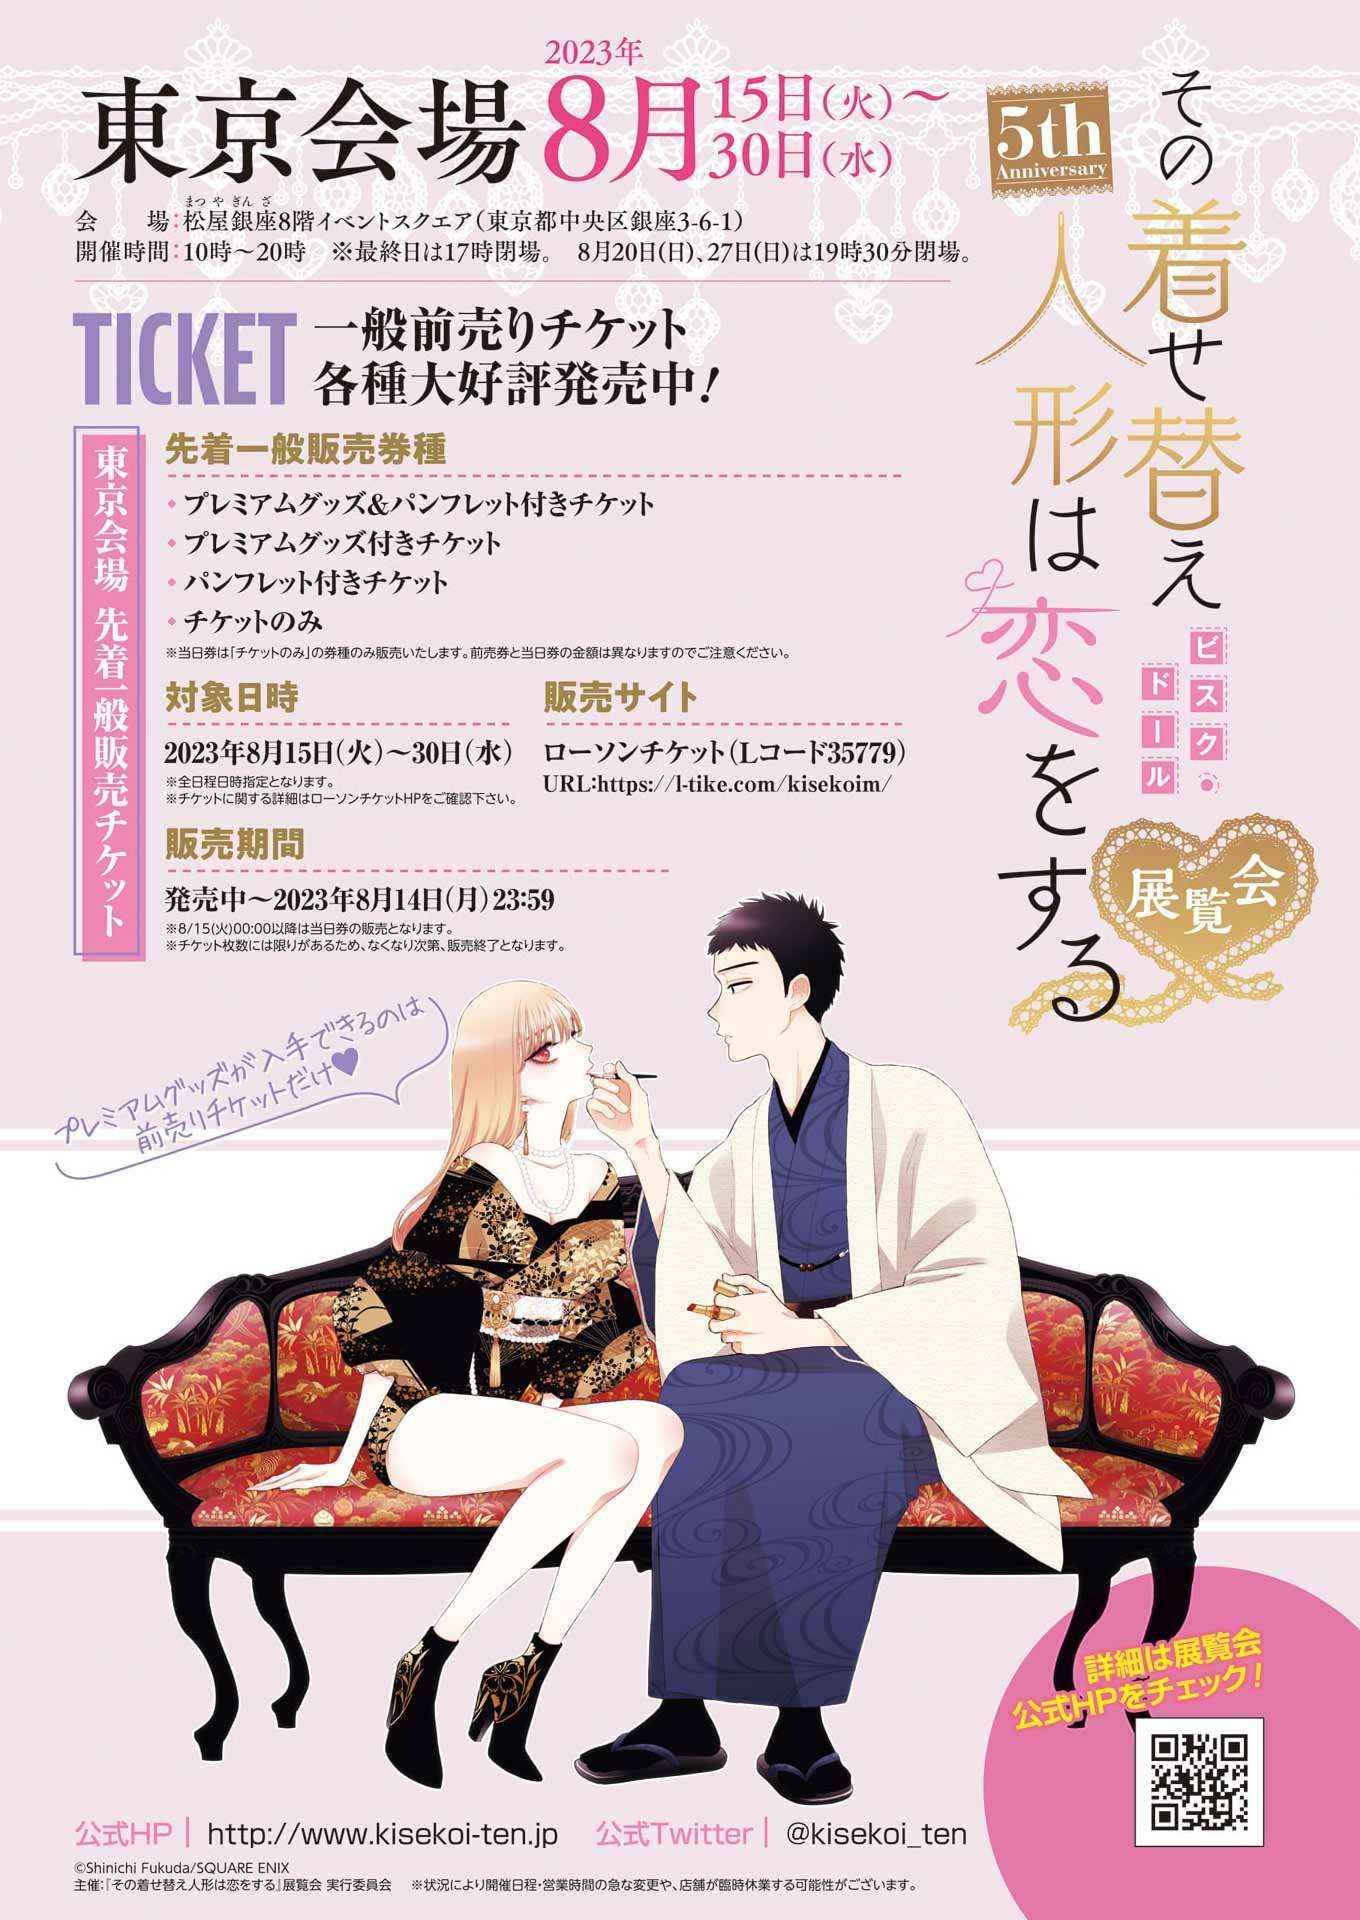 東京会場
2023年
8月15日(火)〜
30日(水)
5th
Anniversary
その着せ替え
人形は恋をする
ビスク・
ドール
展覧会
まつやぎんざ
会場:松屋銀座8階イベントスクエア(東京都中央区銀座3-6-1)
開催時間:10時〜20時 ※最終日は17時閉場。 8月20日(日)、27日(日)は19時30分閉場。
TICKET
一般前売りチケット
各種大好評発売中!
東京会場 先着一般販売チケット
先着一般販売券種
・プレミアムグッズ&パンフレット付きチケット
・プレミアムグッズ付きチケット
・パンフレット付きチケット
・チケットのみ
※当日券は「チケットのみ」の券種のみ販売いたします。前売券と当日券の金額は異なりますのでご注意ください。
対象日時
2023年8月15日(火)〜30日(水)
※全日程日時指定となります。
※チケットに関する詳細はローソンチケットHPをご確認下さい。
販売サイト
ローソンチケット(Lコード35779)
URL:https://l-tike.com/kisekoim/
販売期間
発売中〜2023年8月14日(月)23:59
※8/15(火)00:00以降は当日券の販売となります。
※チケット枚数には限りがあるため、なくなり次第、販売終了となります。
プレミアムグッズが入手できるのは
前売りチケットだけ♥
詳細は展覧会
公式HPをチェック!
公式HP | http://www.kisekoi-ten.jp 公式Twitter | @kisekoi_ten
©Shinichi Fukuda/SQUARE ENIX
主催:『その着せ替え人形は恋をする』展覧会 実行委員会 ※状況により開催日程・営業時間の急な変更や、店舗が臨時休業する可能性がございます。